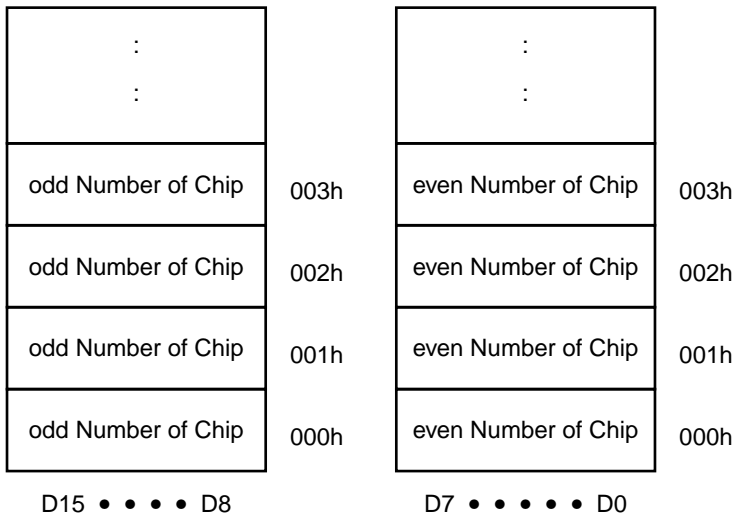 :
:
odd Number of Chip 003h
odd Number of Chip 002h
odd Number of Chip 001h
odd Number of Chip 000h
D15 • • • • D8
:
:
even Number of Chip 003h
even Number of Chip 002h
even Number of Chip 001h
even Number of Chip 000h
D7 • • • • • D0